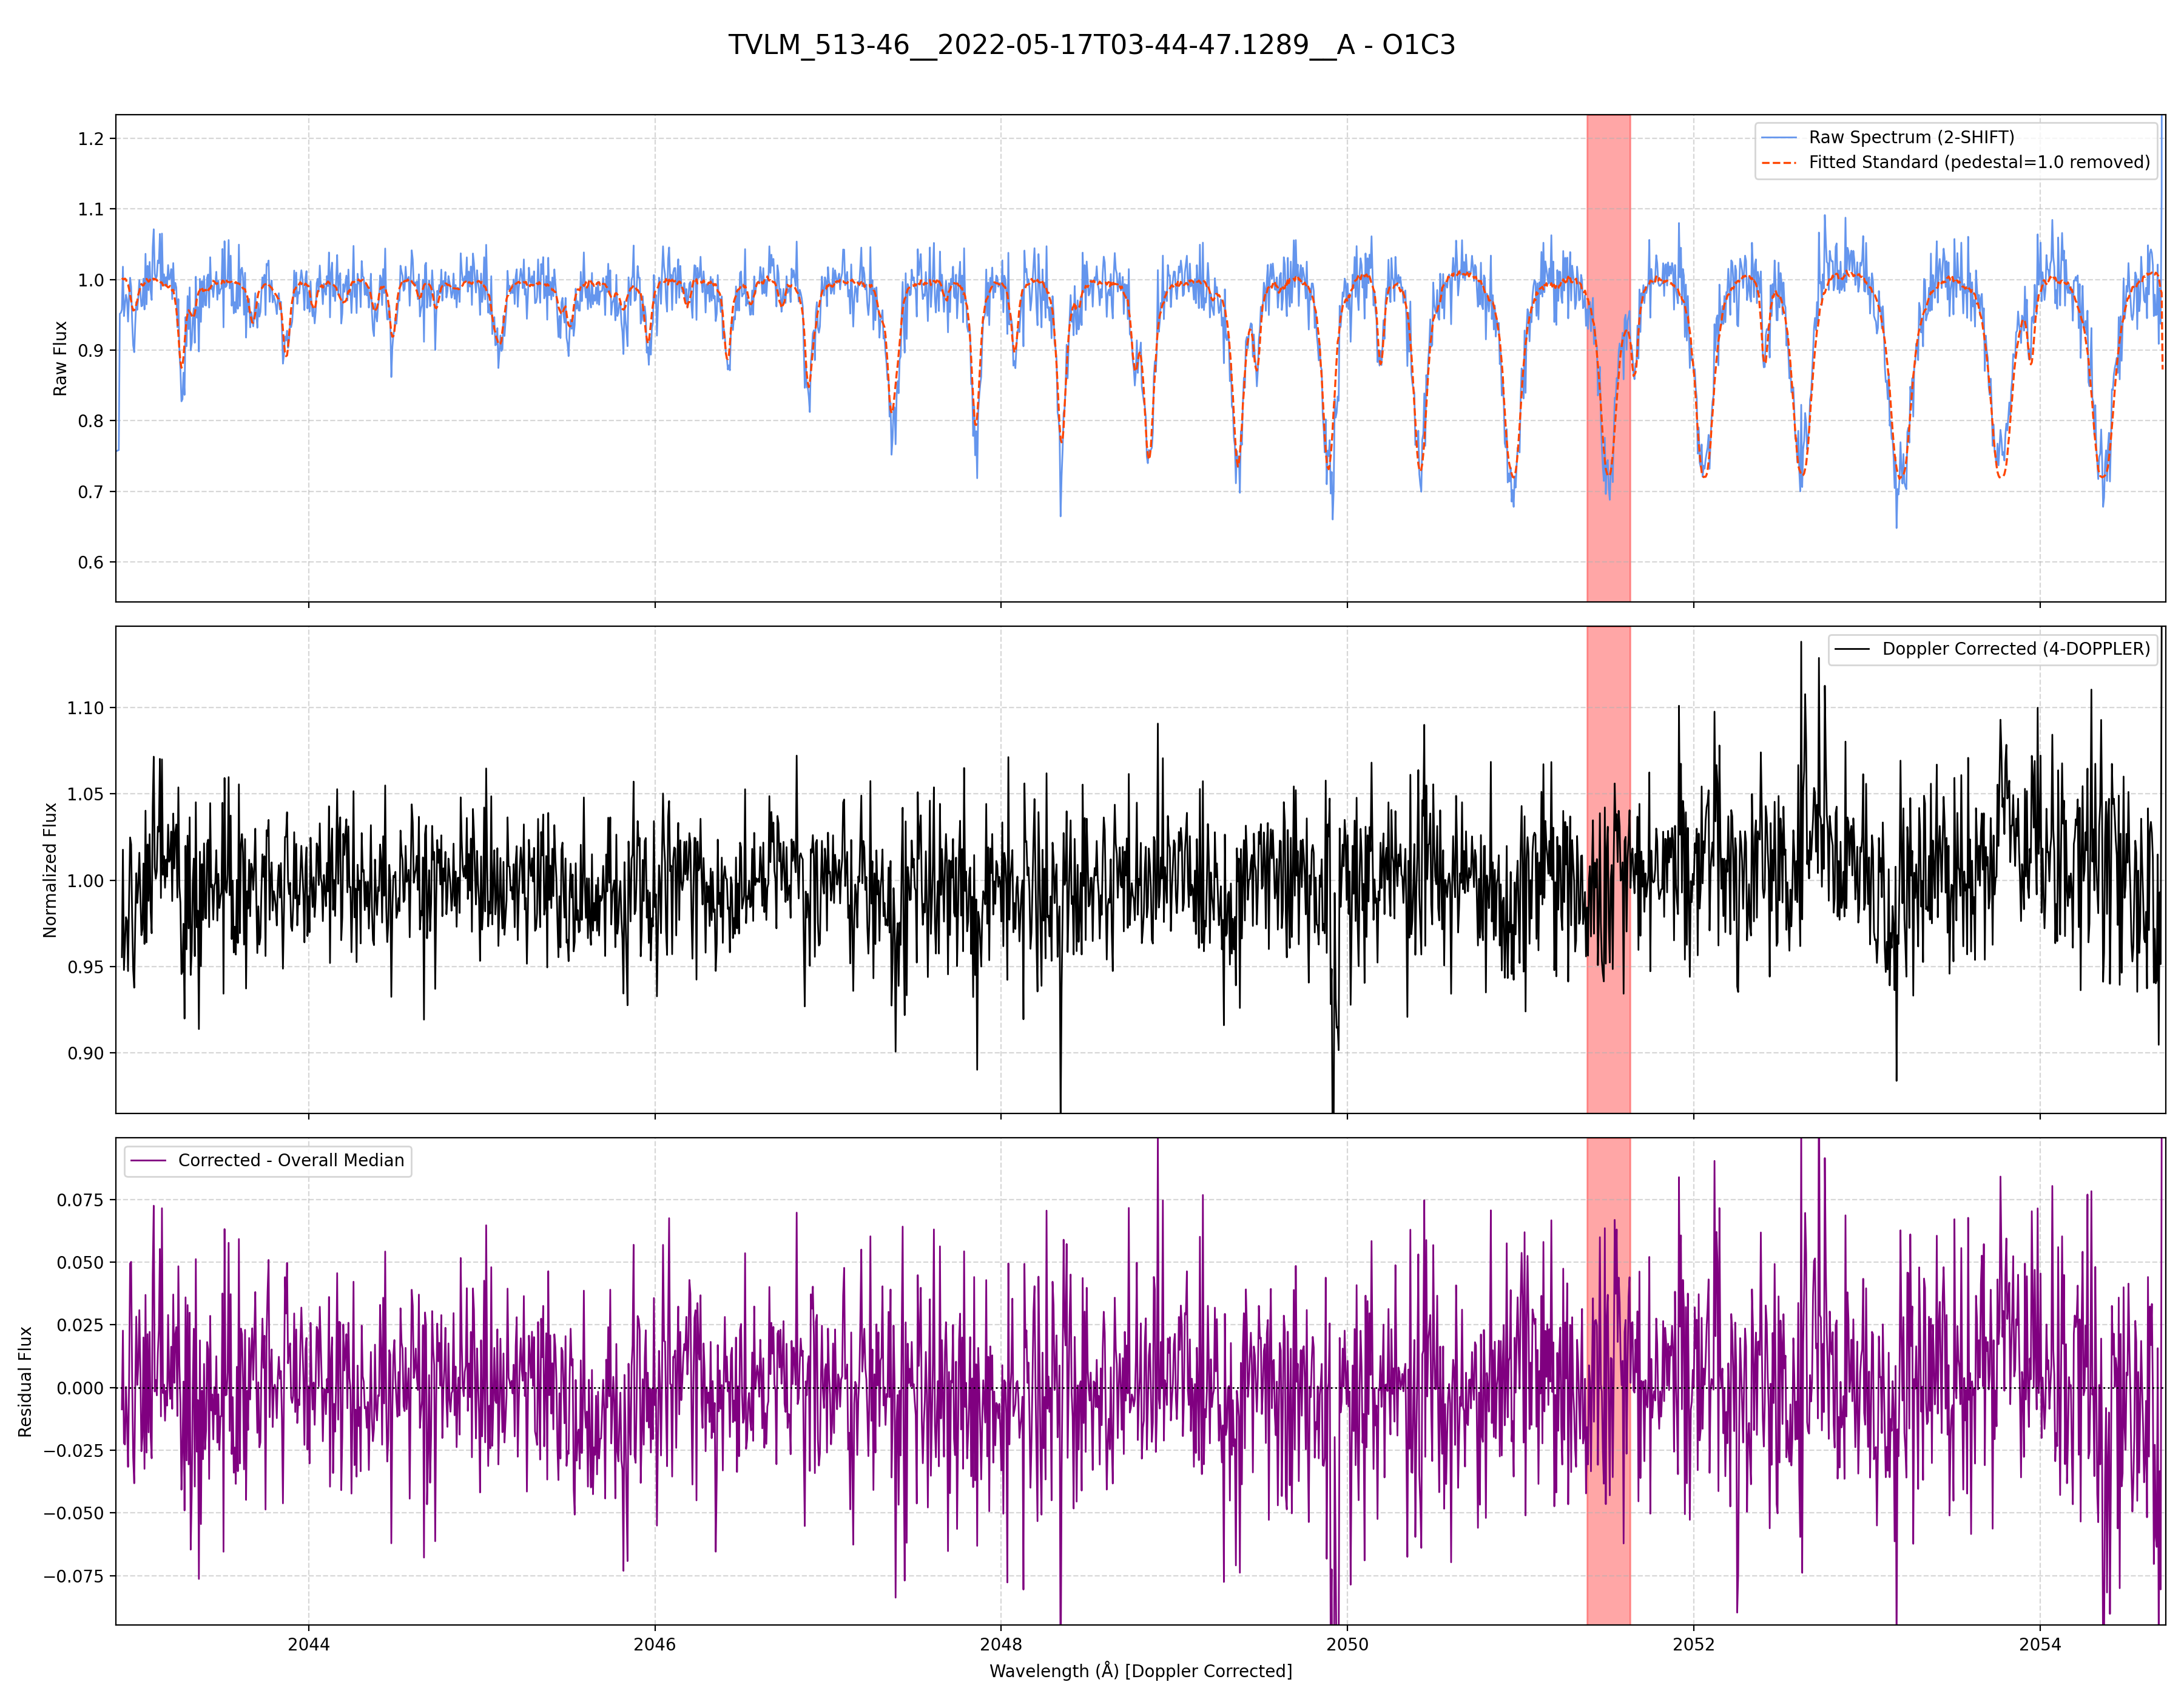 TVLM_513-46__2022-05-17T03-44-47.1289__A - O1C3
Raw Flux
1.2
1.1
1.0
0.9
0.8
0.7
0.6
Raw Spectrum (2-SHIFT)
Fitted Standard (pedestal=1.0 removed)
Normalized Flux
1.10
1.05
1.00
0.95
0.90
Doppler Corrected (4-DOPPLER)
Residual Flux
0.075
0.050
0.025
0.000
−0.025
−0.050
−0.075
Corrected - Overall Median
2044 2046 2048 2050 2052 2054
Wavelength (Å) [Doppler Corrected]